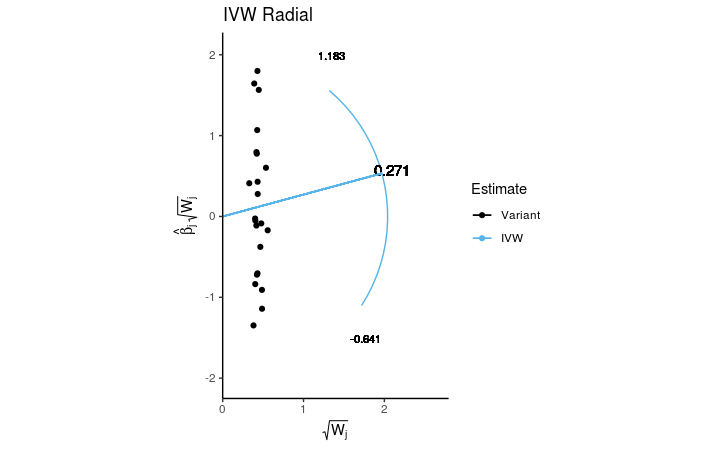 IVW Radial
2
1
0
-1
-2
β̂j√Wj
1.183
0.271
-0.641
0
1
2
√Wj
Estimate
Variant
IVW